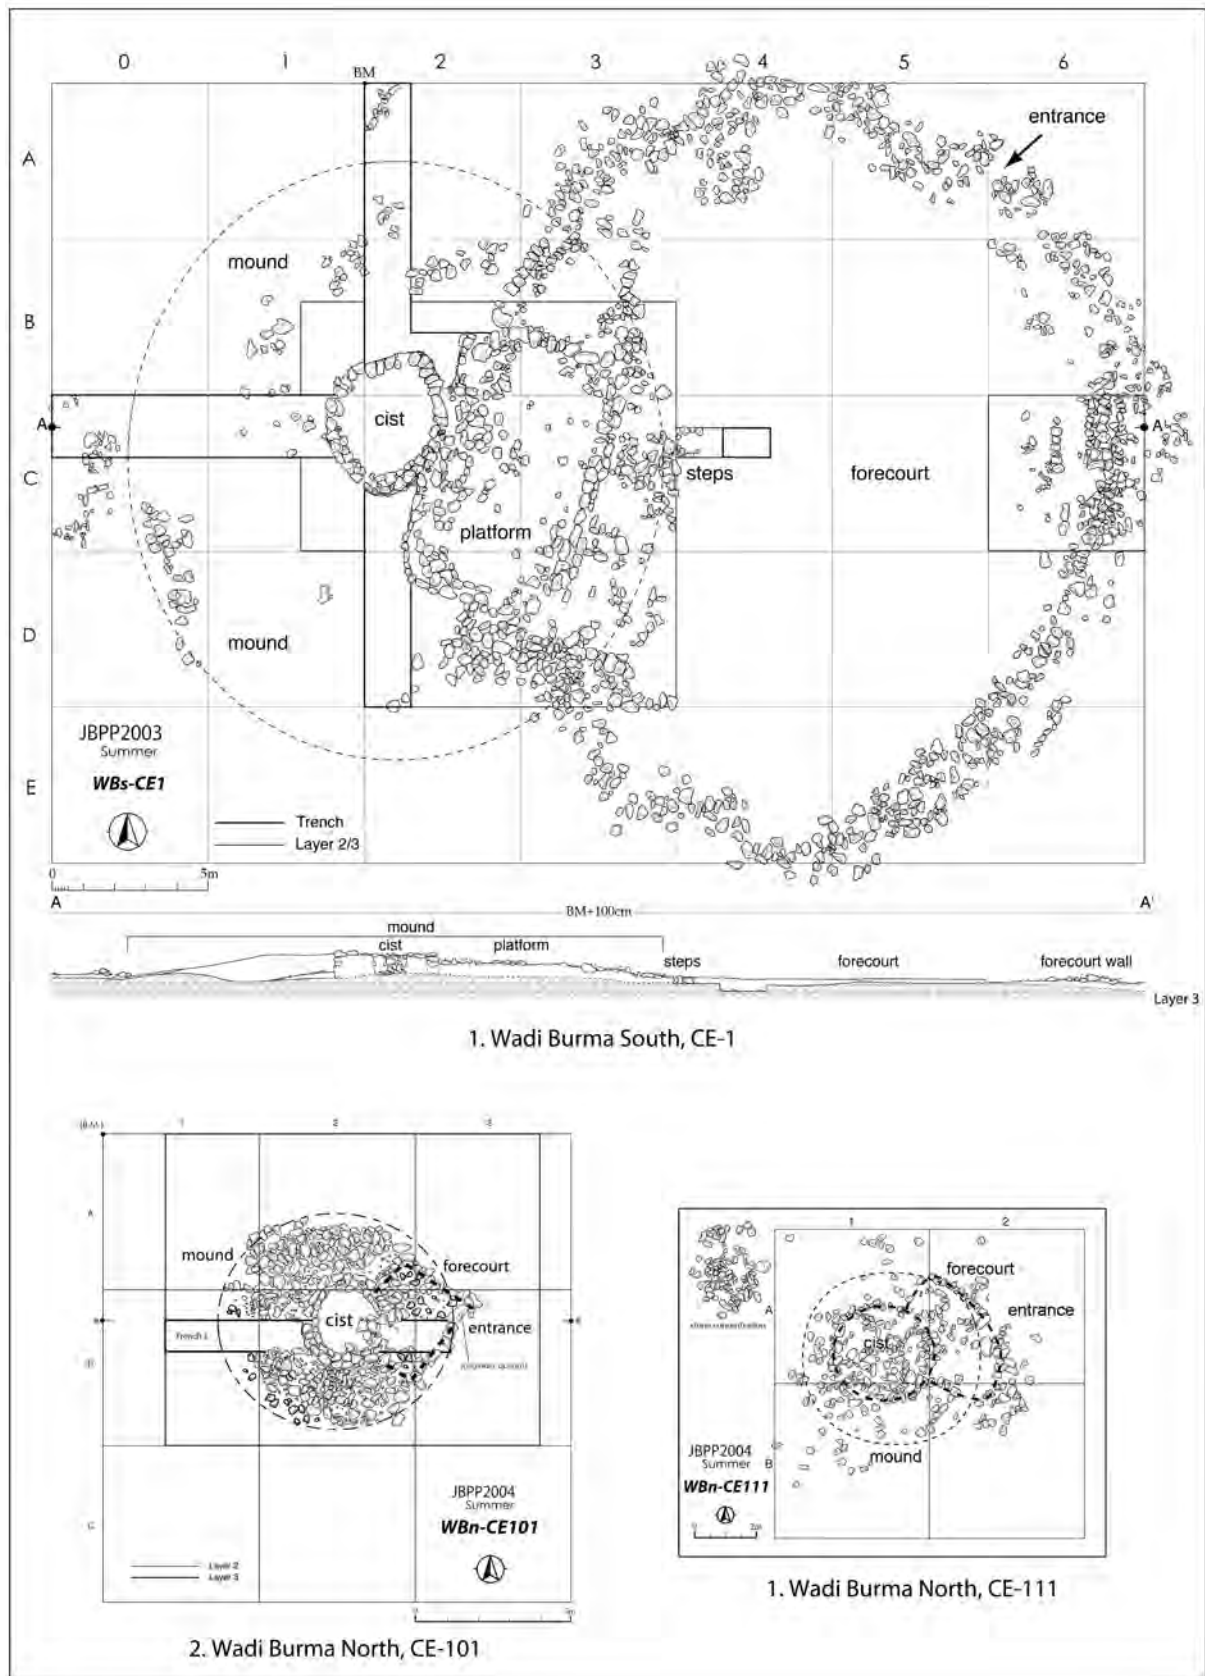 0 1 2 3 4 5 6
BM
entrance
A
mound
B
cist
A
A'
C
steps
forecourt
platform
D
mound
JBPP2003
Summer
WBs-CE1
E
Trench
Layer 2/3
0 5m
A A'
BM+100cm
mound
cist platform
steps forecourt forecourt wall
Layer 3
1. Wadi Burma South, CE-1
1 2 3
A
mound
forecourt
cist
entrance
Trench 1
B
C
JBPP2004
Summer
WBn-CE101
Layer 2
Layer 3
0
2. Wadi Burma North, CE-101
1 2
forecourt
A
entrance
cist
JBPP2004
Summer
B
mound
WBn-CE111
0 2m
1. Wadi Burma North, CE-111